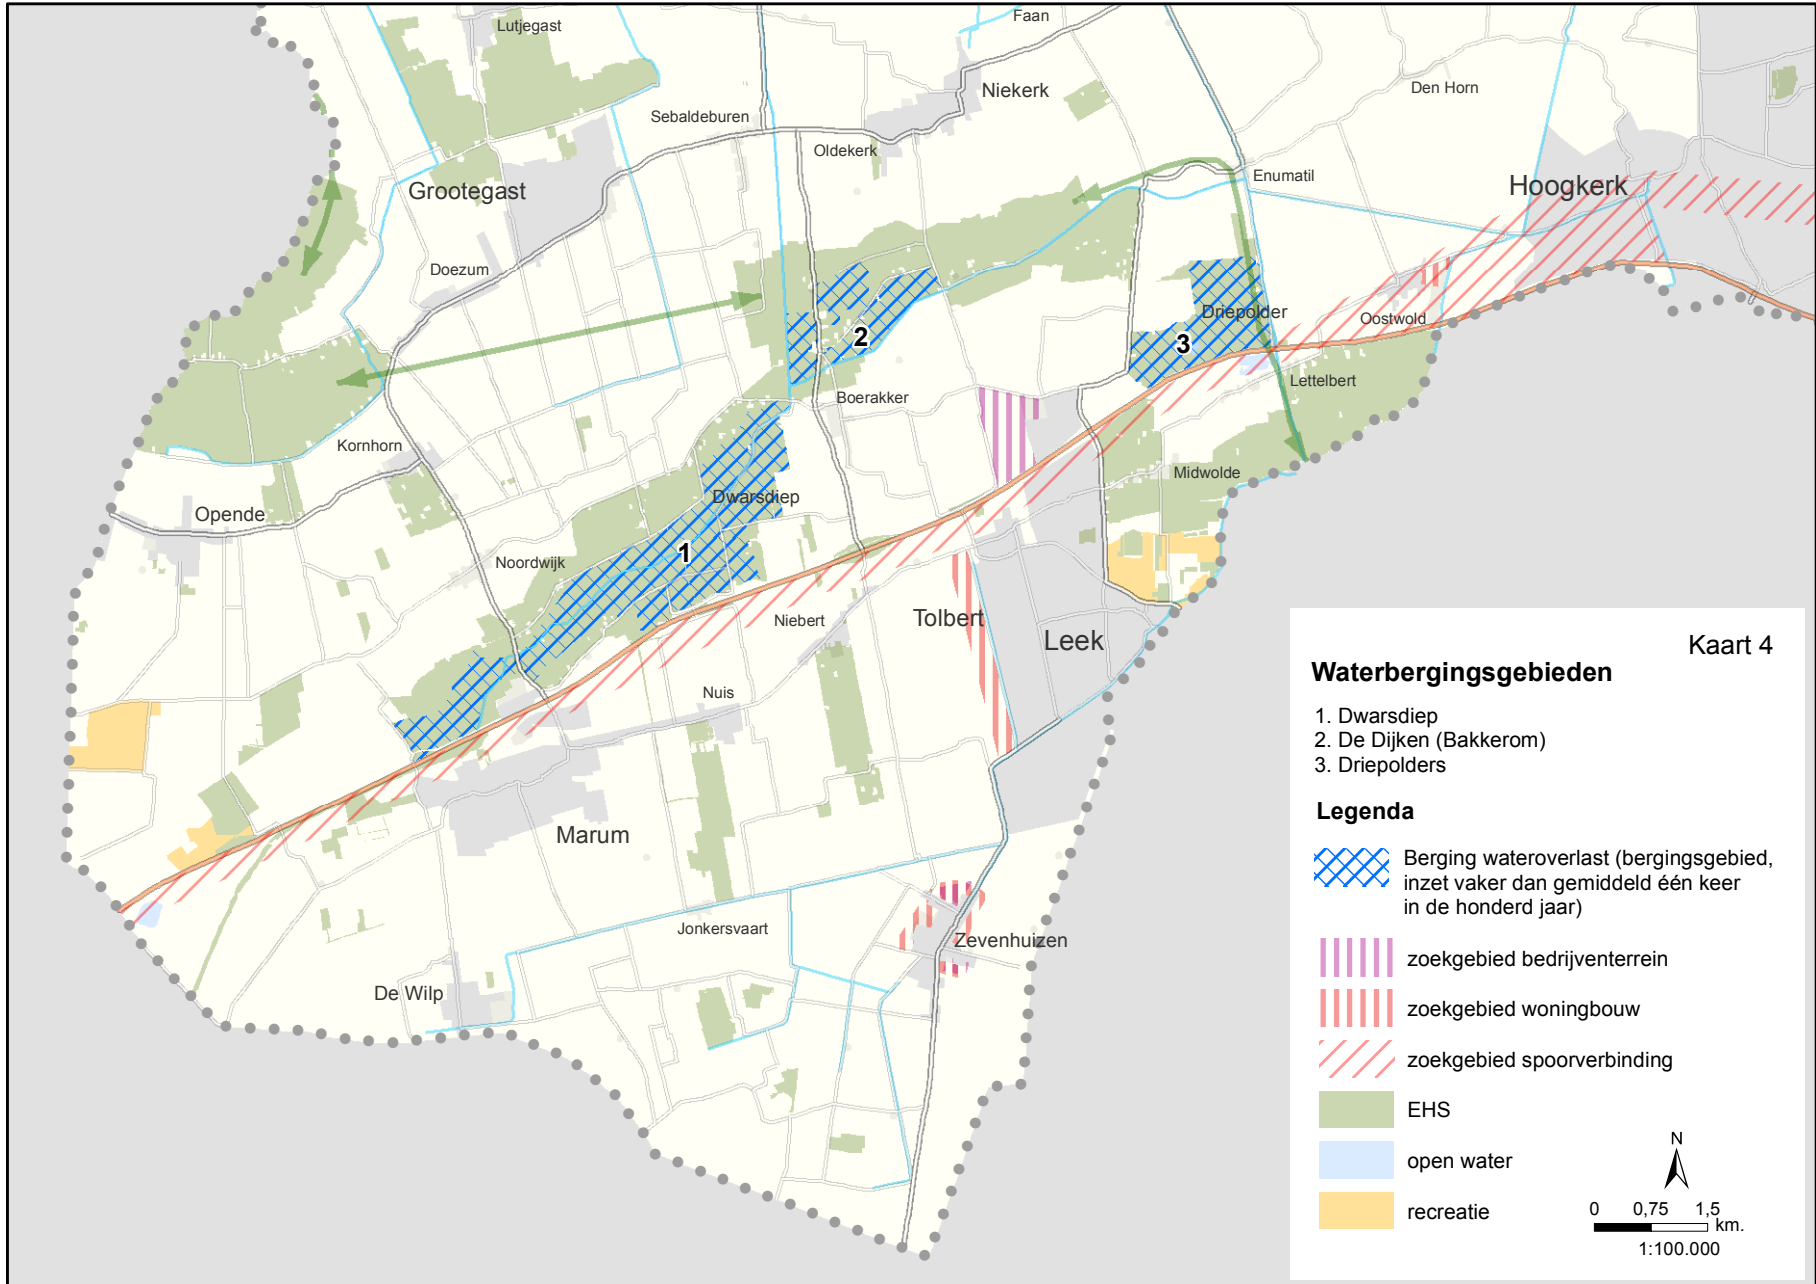 Lutjegast
Faan
Niekerk
Den Horn
Sebaldeburen
Oldekerk
Enumatil
Grootegast
Hoogkerk
Doezum
Driepolder
Oostwold
2
3
Lettelbert
Boerakker
Kornhorn
Midwolde
Dwarsdiep
Opende
1
Noordwijk
Niebert
Tolbert
Leek
Nuis
Marum
Jonkersvaart
Zevenhuizen
De Wilp
Kaart 4
Waterbergingsgebieden
1. Dwarsdiep
2. De Dijken (Bakkerom)
3. Driepolders
Legenda
Berging wateroverlast (bergingsgebied,
inzet vaker dan gemiddeld één keer
in de honderd jaar)
zoekgebied bedrijventerrein
zoekgebied woningbouw
zoekgebied spoorverbinding
EHS
open water
recreatie
N
0 0,75 1,5
km.
1:100.000